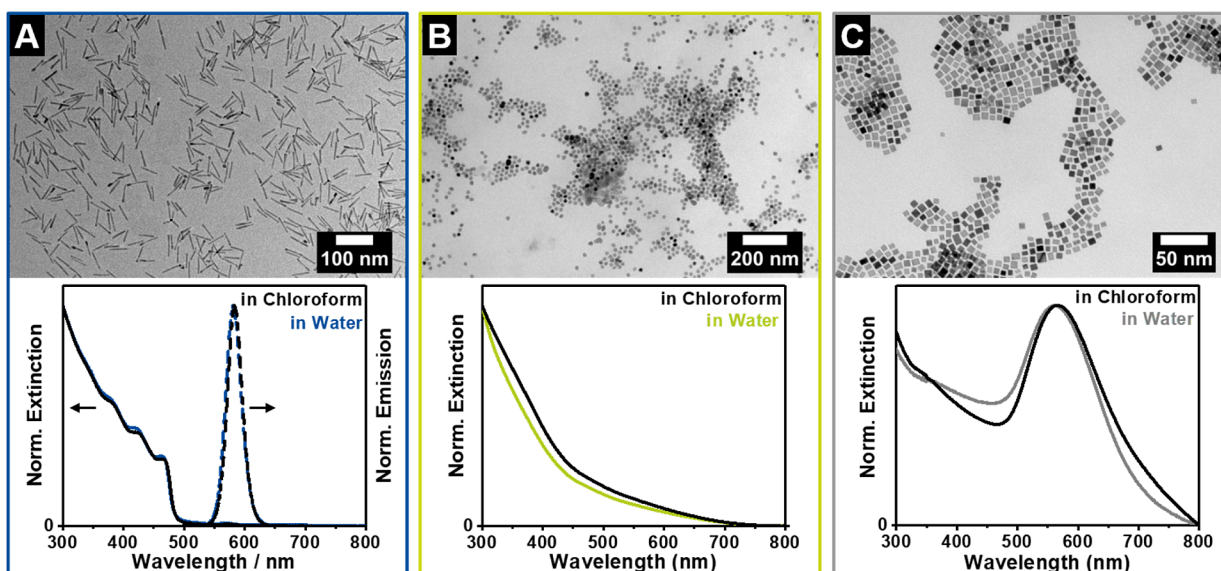 A
100 nm
in Chloroform
in Water
Norm. Extinction
Norm. Emission
0
300 400 500 600 700 800
Wavelength / nm
B
200 nm
in Chloroform
in Water
Norm. Extinction
0
300 400 500 600 700 800
Wavelength (nm)
C
50 nm
in Chloroform
in Water
Norm. Extinction
0
300 400 500 600 700 800
Wavelength (nm)